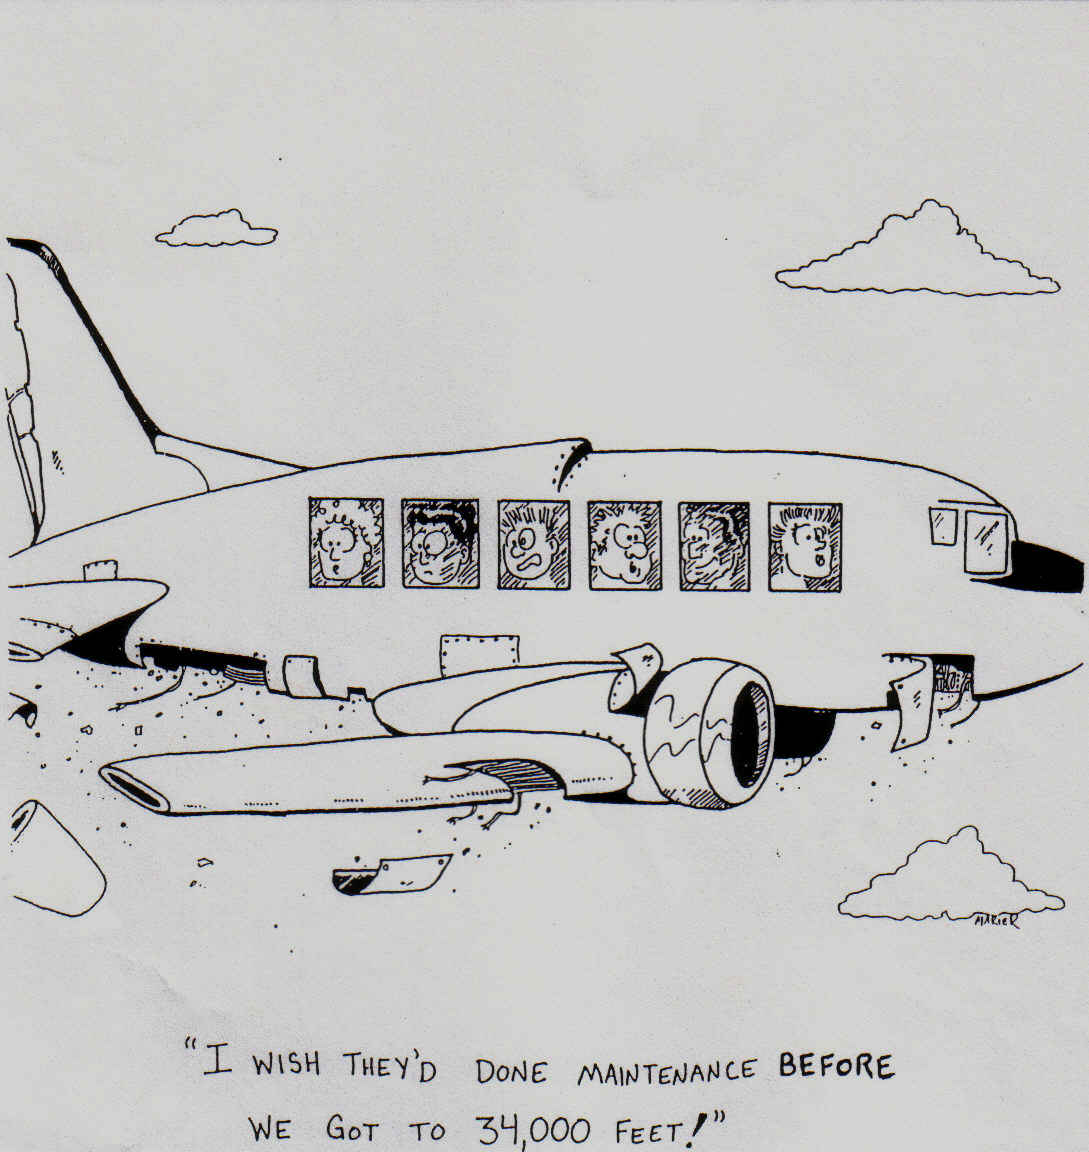 MARIER
"I WISH THEY'D DONE MAINTENANCE BEFORE
WE GOT TO 34,000 FEET!"